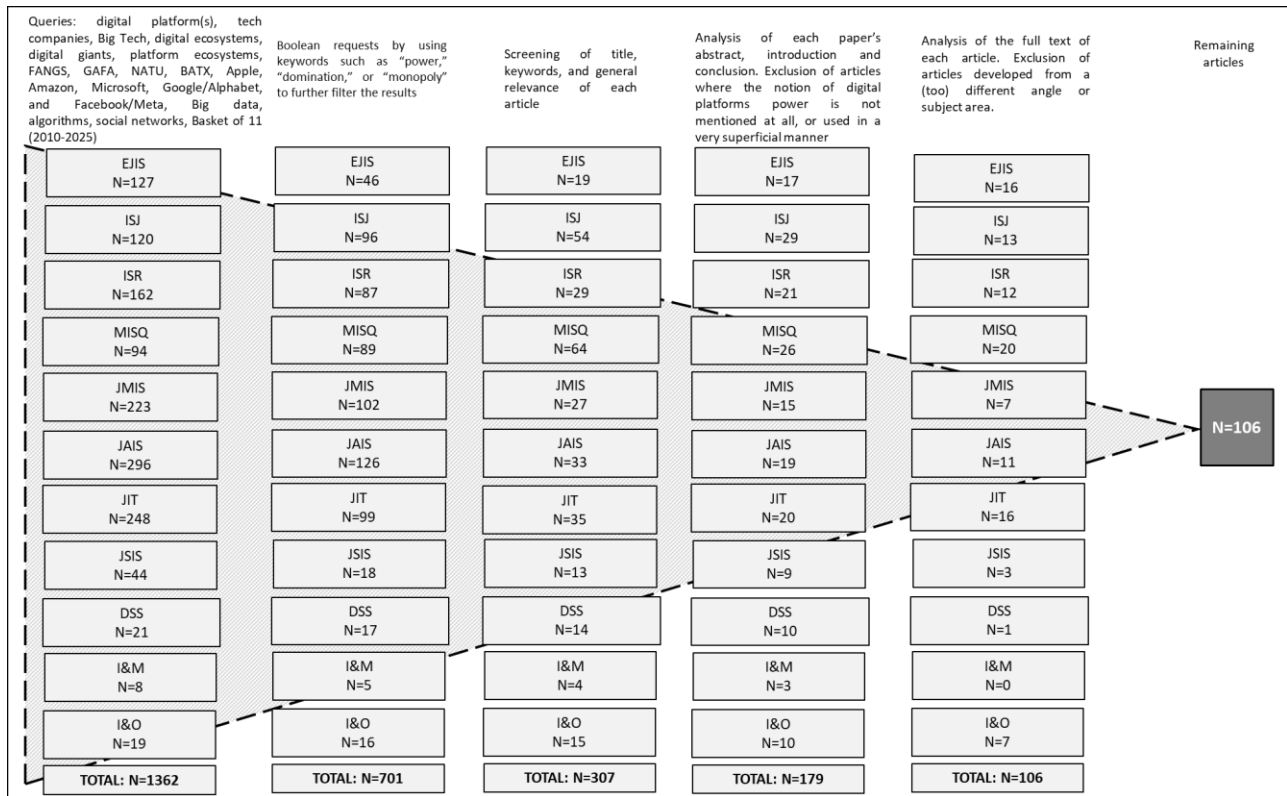 Queries: digital platform(s), tech
companies, Big Tech, digital ecosystems,
digital giants, platform ecosystems,
FANGS, GAFA, NATU, BATX, Apple,
Amazon, Microsoft, Google/Alphabet,
and Facebook/Meta, Big data,
algorithms, social networks, Basket of 11
(2010-2025)
EJIS
N=127
ISJ
N=120
ISR
N=162
MISQ
N=94
JMIS
N=223
JAIS
N=296
JIT
N=248
JSIS
N=44
DSS
N=21
I&M
N=8
I&O
N=19
TOTAL: N=1362
Boolean requests by using
keywords such as “power,”
“domination,” or “monopoly”
to further filter the results
EJIS
N=46
ISJ
N=96
ISR
N=87
MISQ
N=89
JMIS
N=102
JAIS
N=126
JIT
N=99
JSIS
N=18
DSS
N=17
I&M
N=5
I&O
N=16
TOTAL: N=701
Screening of title,
keywords, and general
relevance of each
article
EJIS
N=19
ISJ
N=54
ISR
N=29
MISQ
N=64
JMIS
N=27
JAIS
N=33
JIT
N=35
JSIS
N=13
DSS
N=14
I&M
N=4
I&O
N=15
TOTAL: N=307
Analysis of each paper’s
abstract, introduction and
conclusion. Exclusion of articles
where the notion of digital
platforms power is not
mentioned at all, or used in a
very superficial manner
EJIS
N=17
ISJ
N=29
ISR
N=21
MISQ
N=26
JMIS
N=15
JAIS
N=19
JIT
N=20
JSIS
N=9
DSS
N=10
I&M
N=3
I&O
N=10
TOTAL: N=179
Analysis of the full text of
each article. Exclusion of
articles developed from a
(too) different angle or
subject area.
EJIS
N=16
ISJ
N=13
ISR
N=12
MISQ
N=20
JMIS
N=7
JAIS
N=11
JIT
N=16
JSIS
N=3
DSS
N=1
I&M
N=0
I&O
N=7
TOTAL: N=106
Remaining
articles
N=106